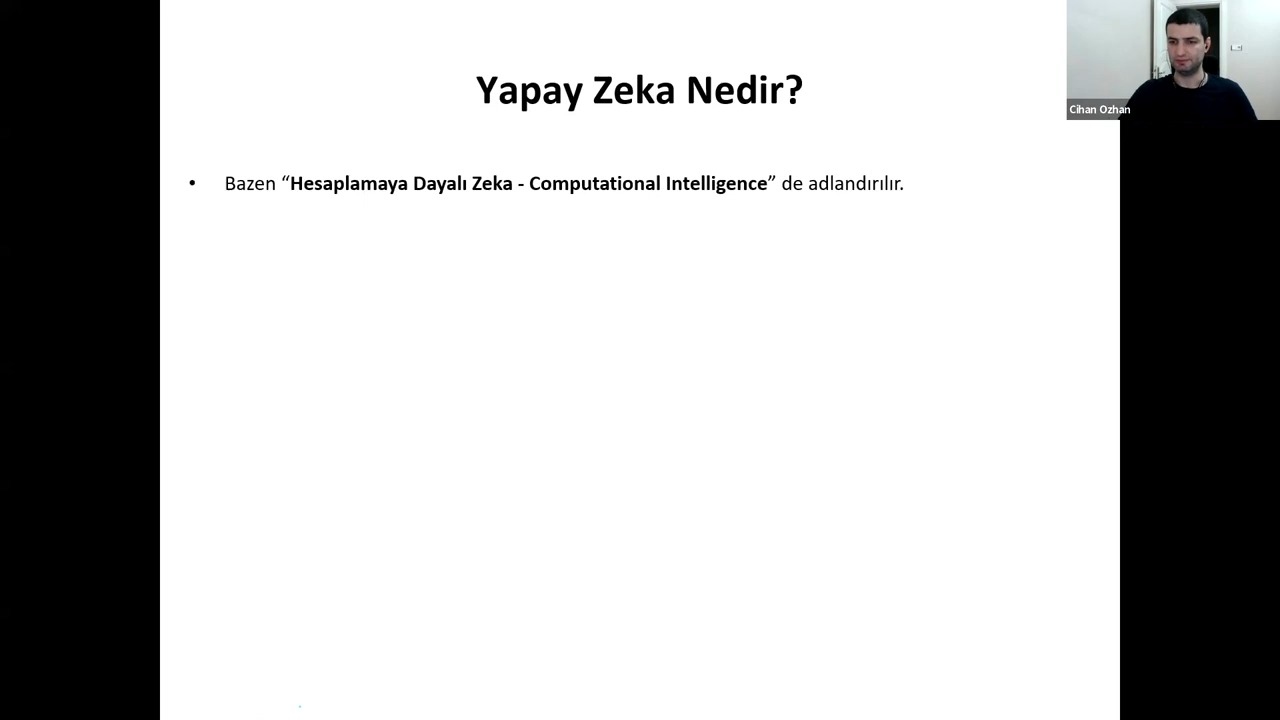 Yapay Zeka Nedir?
Cihan Ozhan
• Bazen “Hesaplamaya Dayalı Zeka - Computational Intelligence” de adlandırılır.